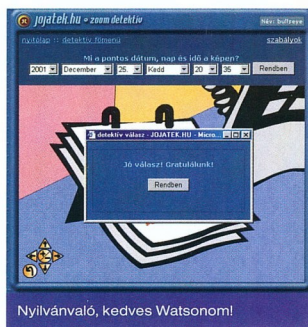 jojatek.hu zoom detektív
Név: bullseye
nyitólap :: detektív főmenü
szabályok
Mi a pontos dátum, nap és idő a képen?
2001 December 25. Kedd 20 35 Rendben
detektív válasz - JOJATEK.HU - Micro...
Jó válasz! Gratulálunk!
Rendben
Nyilvánvaló, kedves Watsonom!